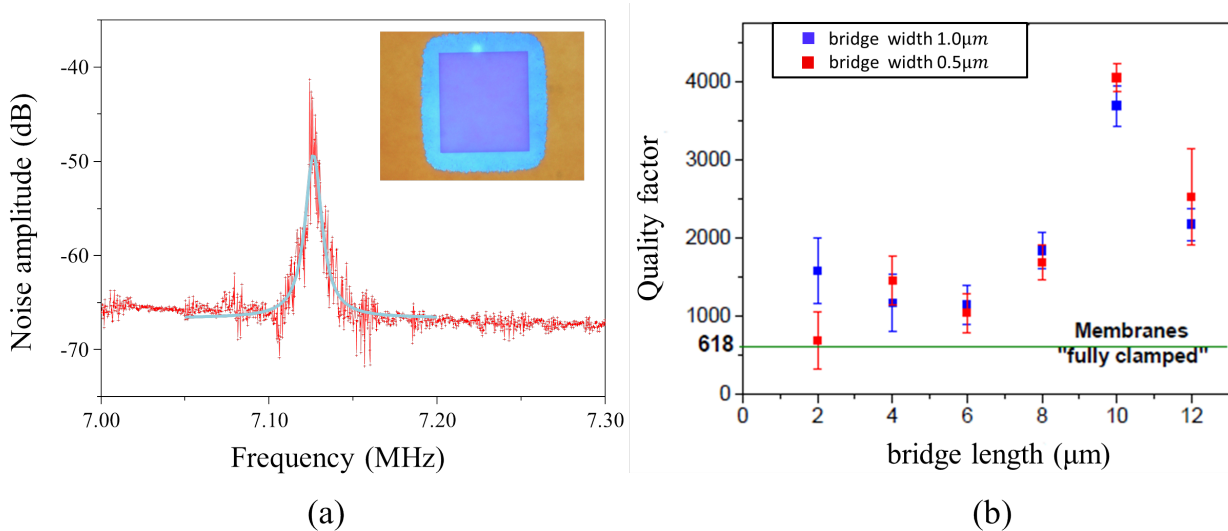 -40
-50
-60
-70
Noise amplitude (dB)
7.00 7.10 7.20 7.30
Frequency (MHz)
(a)
bridge width 1.0μm
bridge width 0.5μm
4000
3000
2000
1000
618
0
Quality factor
Membranes
"fully clamped"
0 2 4 6 8 10 12
bridge length (μm)
(b)